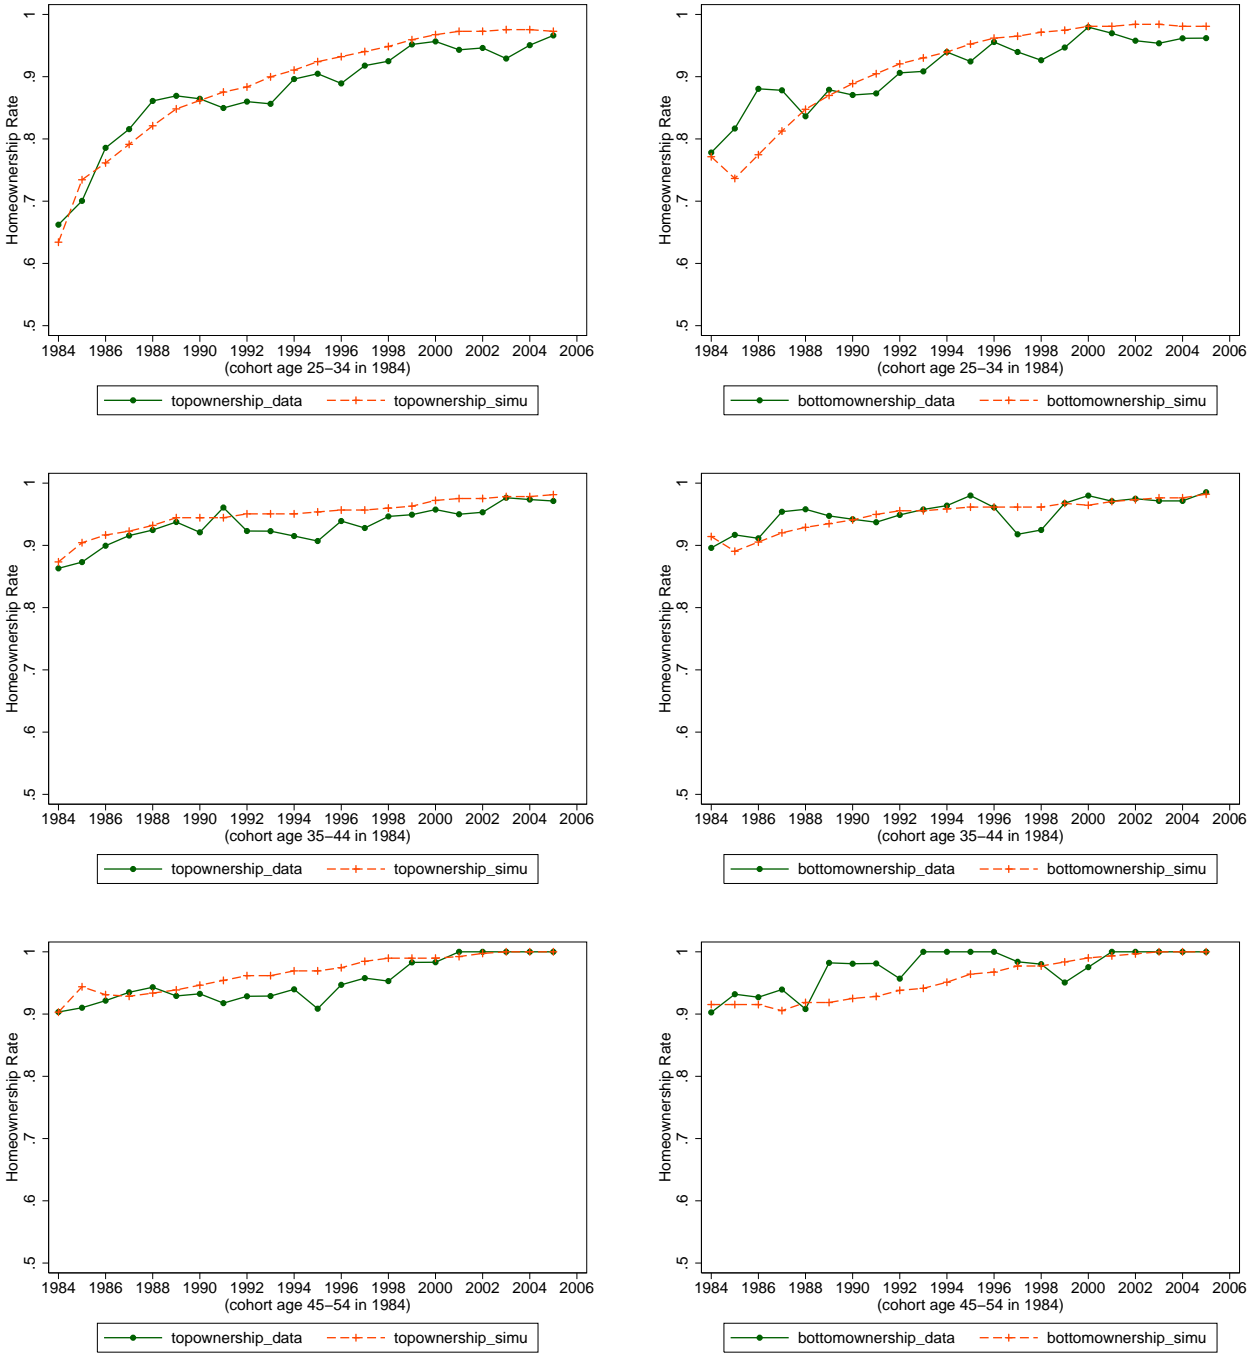 Homeownership Rate
1
.9
.8
.7
.6
.5
1984 1986 1988 1990 1992 1994 1996 1998 2000 2002 2004 2006
(cohort age 25−34 in 1984)
topownership_data topownership_simu
Homeownership Rate
1
.9
.8
.7
.6
.5
1984 1986 1988 1990 1992 1994 1996 1998 2000 2002 2004 2006
(cohort age 25−34 in 1984)
bottomownership_data bottomownership_simu
Homeownership Rate
1
.9
.8
.7
.6
.5
1984 1986 1988 1990 1992 1994 1996 1998 2000 2002 2004 2006
(cohort age 35−44 in 1984)
topownership_data topownership_simu
Homeownership Rate
1
.9
.8
.7
.6
.5
1984 1986 1988 1990 1992 1994 1996 1998 2000 2002 2004 2006
(cohort age 35−44 in 1984)
bottomownership_data bottomownership_simu
Homeownership Rate
1
.9
.8
.7
.6
.5
1984 1986 1988 1990 1992 1994 1996 1998 2000 2002 2004 2006
(cohort age 45−54 in 1984)
topownership_data topownership_simu
Homeownership Rate
1
.9
.8
.7
.6
.5
1984 1986 1988 1990 1992 1994 1996 1998 2000 2002 2004 2006
(cohort age 45−54 in 1984)
bottomownership_data bottomownership_simu